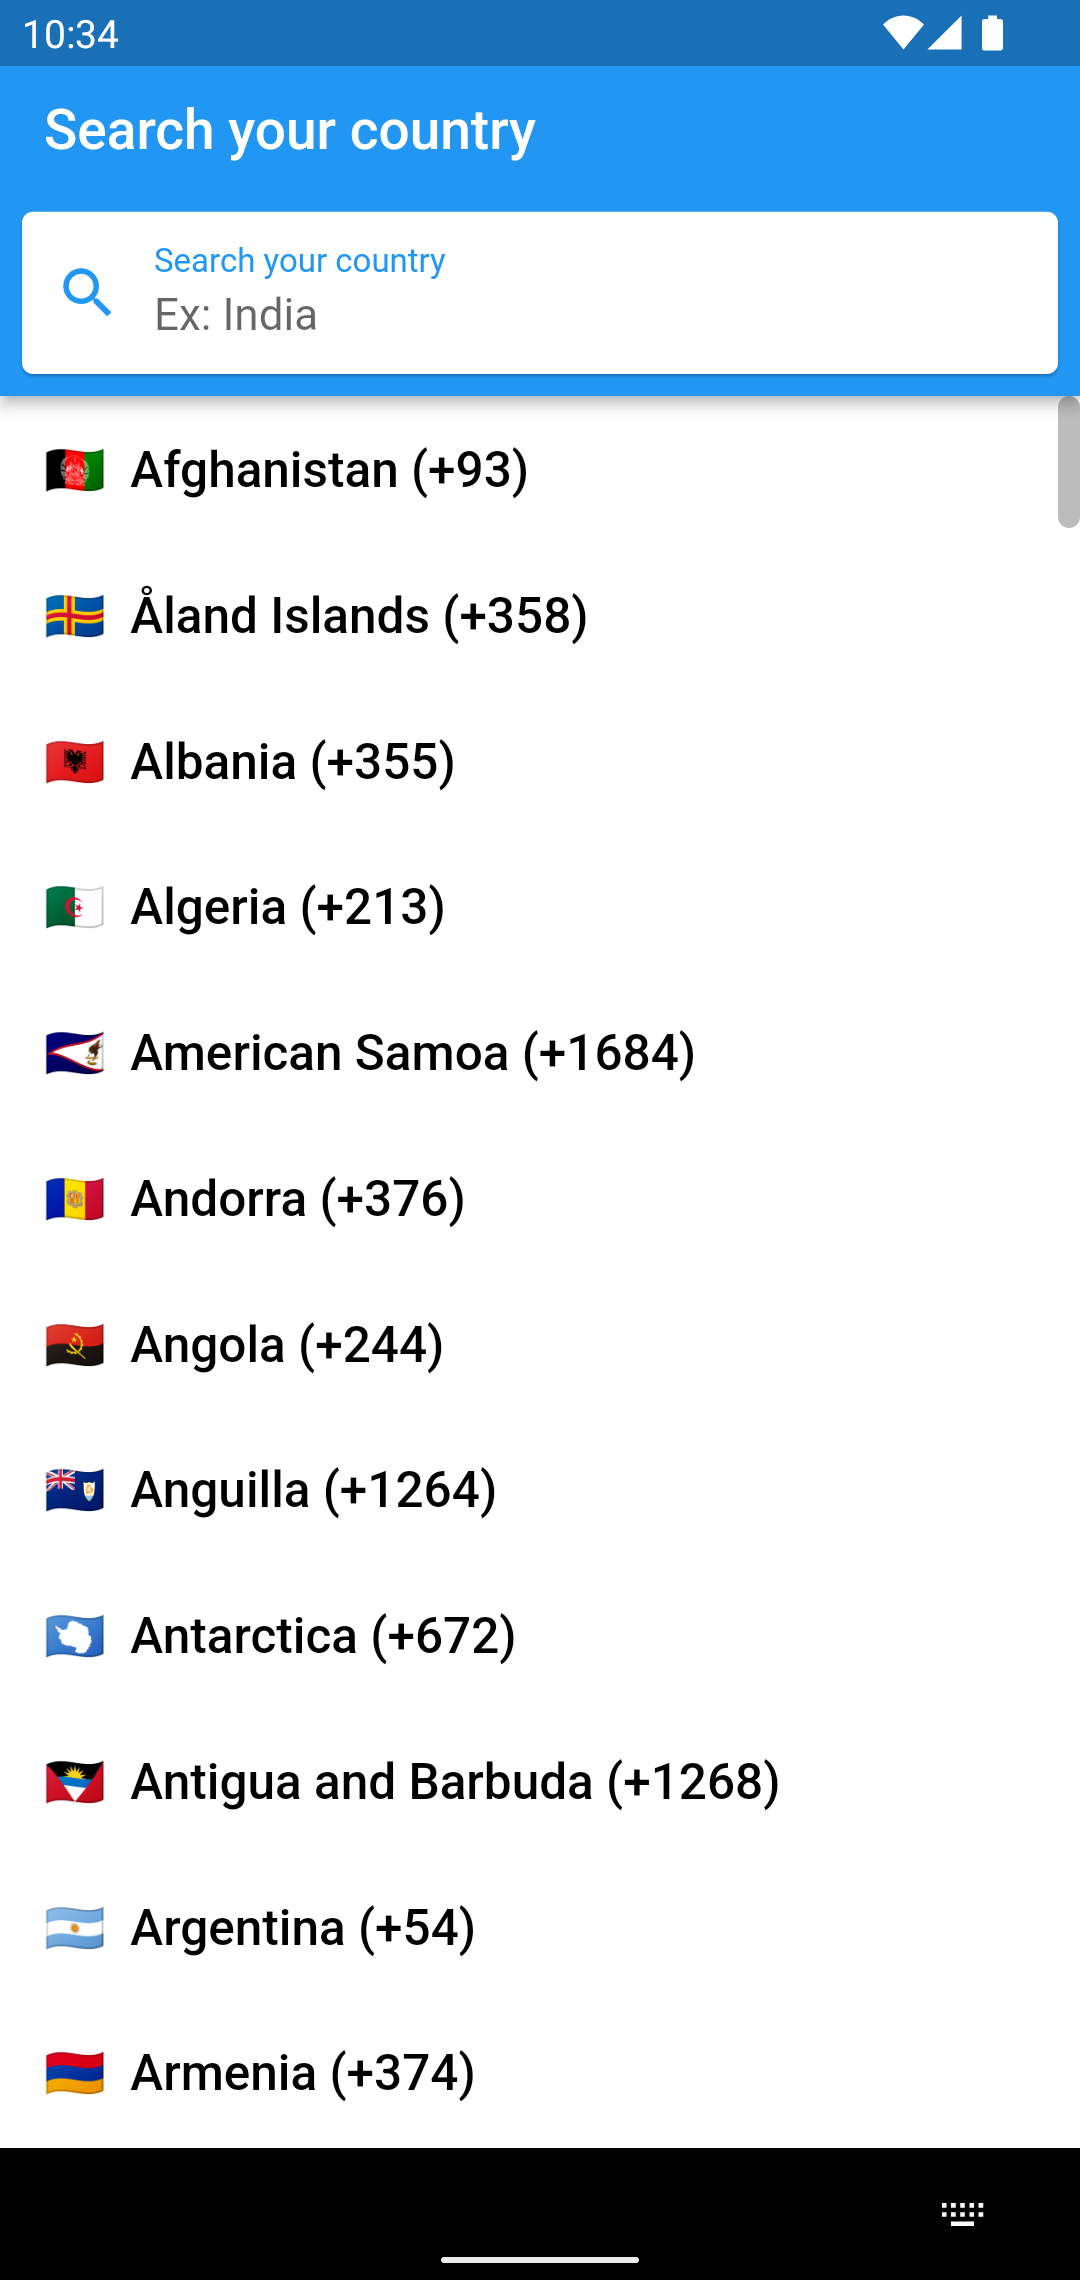 10:34
Search your country
Search your country
Ex: India
Afghanistan (+93)
Åland Islands (+358)
Albania (+355)
Algeria (+213)
American Samoa (+1684)
Andorra (+376)
Angola (+244)
Anguilla (+1264)
Antarctica (+672)
Antigua and Barbuda (+1268)
Argentina (+54)
Armenia (+374)